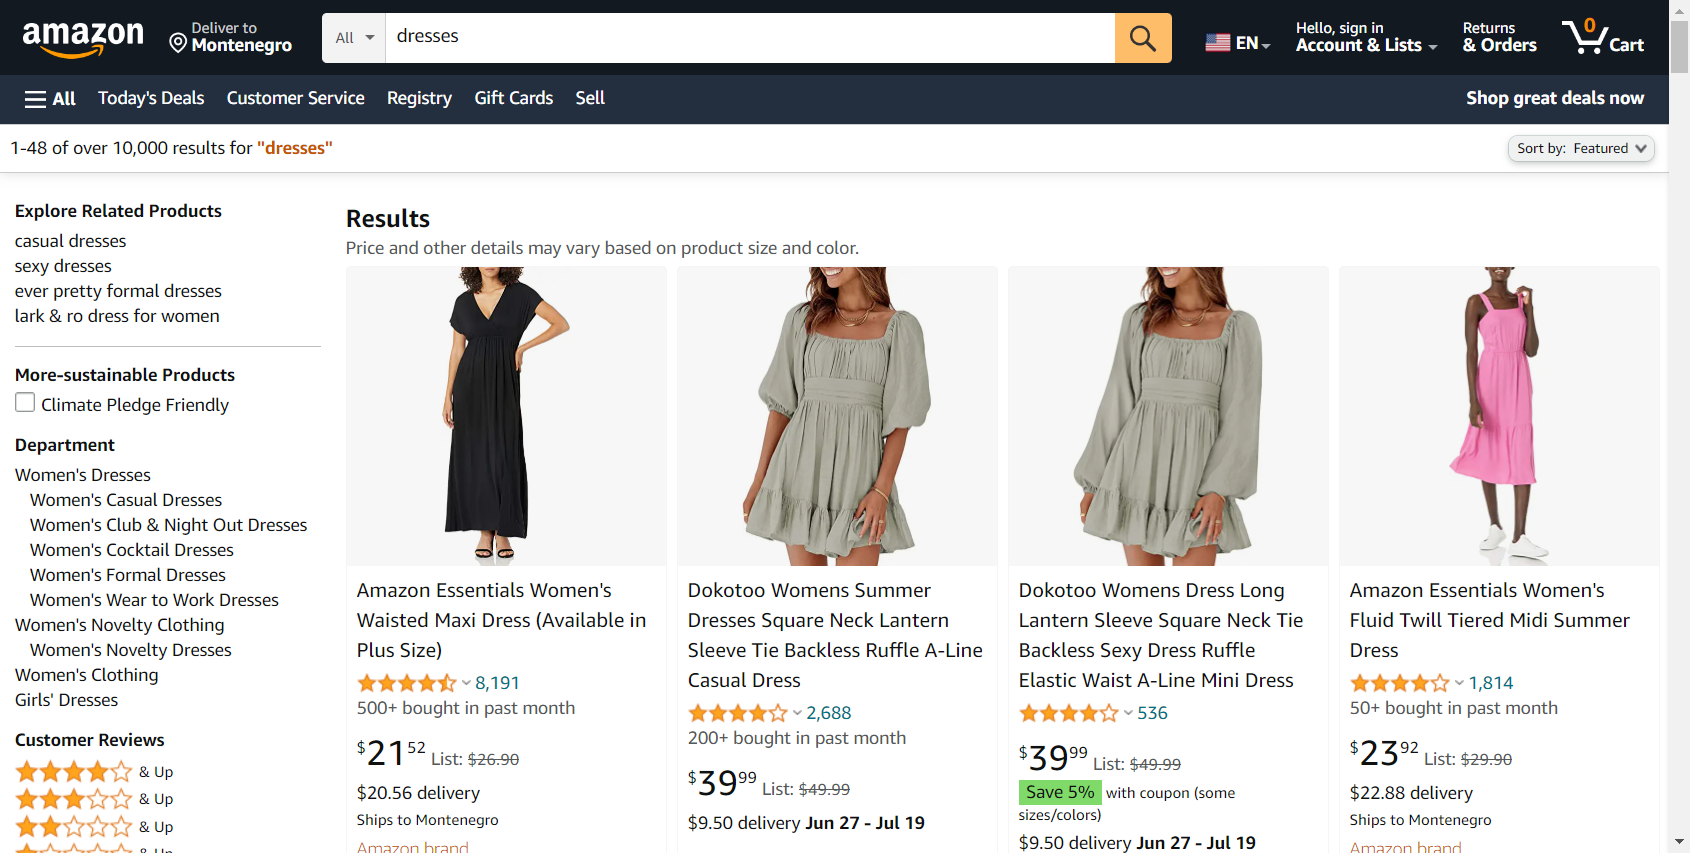 amazon
Deliver to
Montenegro
All
dresses
EN
Hello, sign in
Account & Lists
Returns
& Orders
0
Cart
All
Today's Deals
Customer Service
Registry
Gift Cards
Sell
Shop great deals now
1-48 of over 10,000 results for "dresses"
Sort by: Featured
Explore Related Products
casual dresses
sexy dresses
ever pretty formal dresses
lark & ro dress for women
More-sustainable Products
Climate Pledge Friendly
Department
Women's Dresses
Women's Casual Dresses
Women's Club & Night Out Dresses
Women's Cocktail Dresses
Women's Formal Dresses
Women's Wear to Work Dresses
Women's Novelty Clothing
Women's Novelty Dresses
Women's Clothing
Girls' Dresses
Customer Reviews
& Up
& Up
& Up
& Up
Results
Price and other details may vary based on product size and color.
Amazon Essentials Women's
Waisted Maxi Dress (Available in
Plus Size)
8,191
500+ bought in past month
$21 52 List: $26.90
$20.56 delivery
Ships to Montenegro
Amazon brand
Dokotoo Womens Summer
Dresses Square Neck Lantern
Sleeve Tie Backless Ruffle A-Line
Casual Dress
2,688
200+ bought in past month
$39 99 List: $49.99
$9.50 delivery Jun 27 - Jul 19
Dokotoo Womens Dress Long
Lantern Sleeve Square Neck Tie
Backless Sexy Dress Ruffle
Elastic Waist A-Line Mini Dress
536
$39 99 List: $49.99
Save 5% with coupon (some
sizes/colors)
$9.50 delivery Jun 27 - Jul 19
Amazon Essentials Women's
Fluid Twill Tiered Midi Summer
Dress
1,814
50+ bought in past month
$23 92 List: $29.90
$22.88 delivery
Ships to Montenegro
Amazon brand